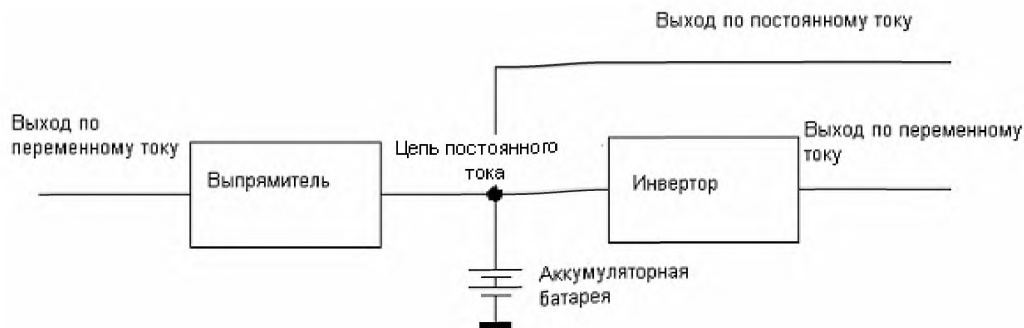 Выход по постоянному току
Выход по
переменному току
Выпрямитель
Цепь постоянного
тока
Инвертор
Выход по переменному
току
Аккумуляторная
батарея